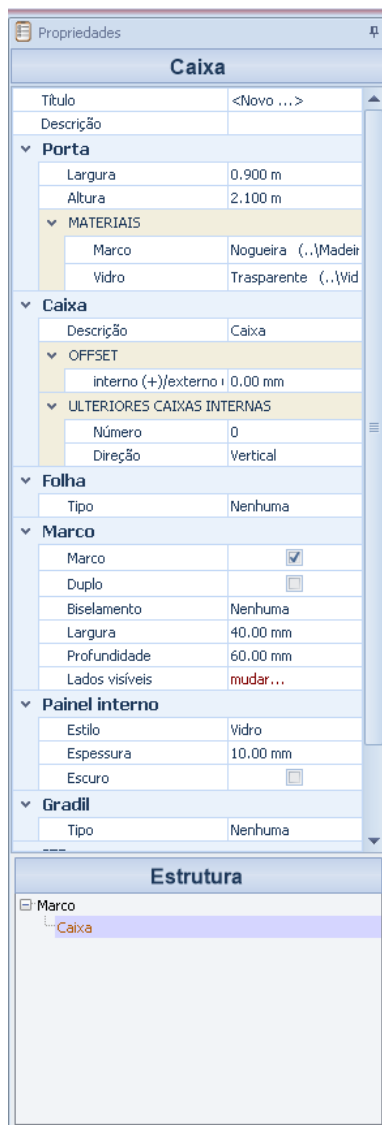 Propriedades
Caixa
Título <Novo ...>
Descrição
Porta
Largura 0.900 m
Altura 2.100 m
MATERIAIS
Marco Nogueira (..\Madeir
Vidro Trasparente (..\Vid
Caixa
Descrição Caixa
OFFSET
interno (+)/externo 0.00 mm
ULTERIORES CAIXAS INTERNAS
Número 0
Direção Vertical
Folha
Tipo Nenhuma
Marco
Marco
Duplo
Biselamento Nenhuma
Largura 40.00 mm
Profundidade 60.00 mm
Lados visíveis mudar...
Painel interno
Estilo Vidro
Espessura 10.00 mm
Escuro
Gradil
Tipo Nenhuma
Estrutura
Marco
Caixa